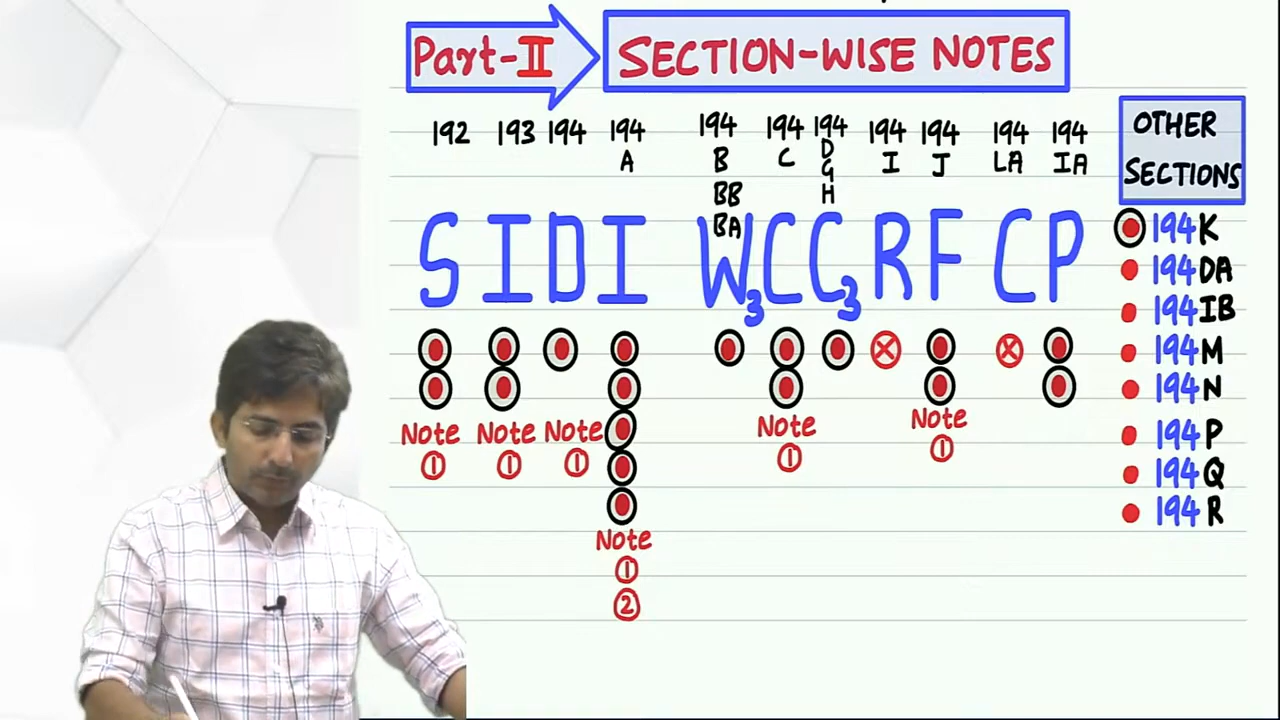 Part-II SECTION-WISE NOTES
192 193 194 194 A 194 B BB BA 194 C 194 D G H 194 I 194 J 194 LA 194 IA
S I D I W3 C C3 R F C P
Note 1
Note 1
Note 1
Note 1 2
Note 1
Note 1
OTHER
SECTIONS
194K
194DA
194IB
194M
194N
194P
194Q
194R